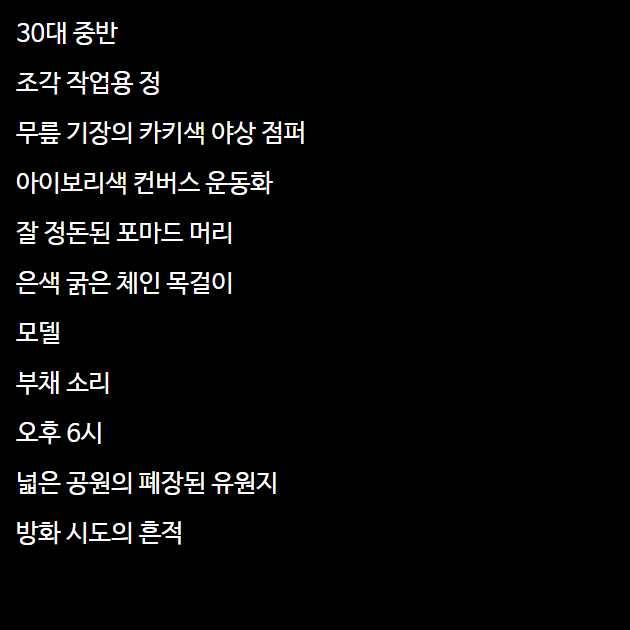 30대 중반
조각 작업용 정
무릎 기장의 카키색 야상 점퍼
아이보리색 컨버스 운동화
잘 정돈된 포마드 머리
은색 굵은 체인 목걸이
모델
부채 소리
오후 6시
넓은 공원의 폐장된 유원지
방화 시도의 흔적